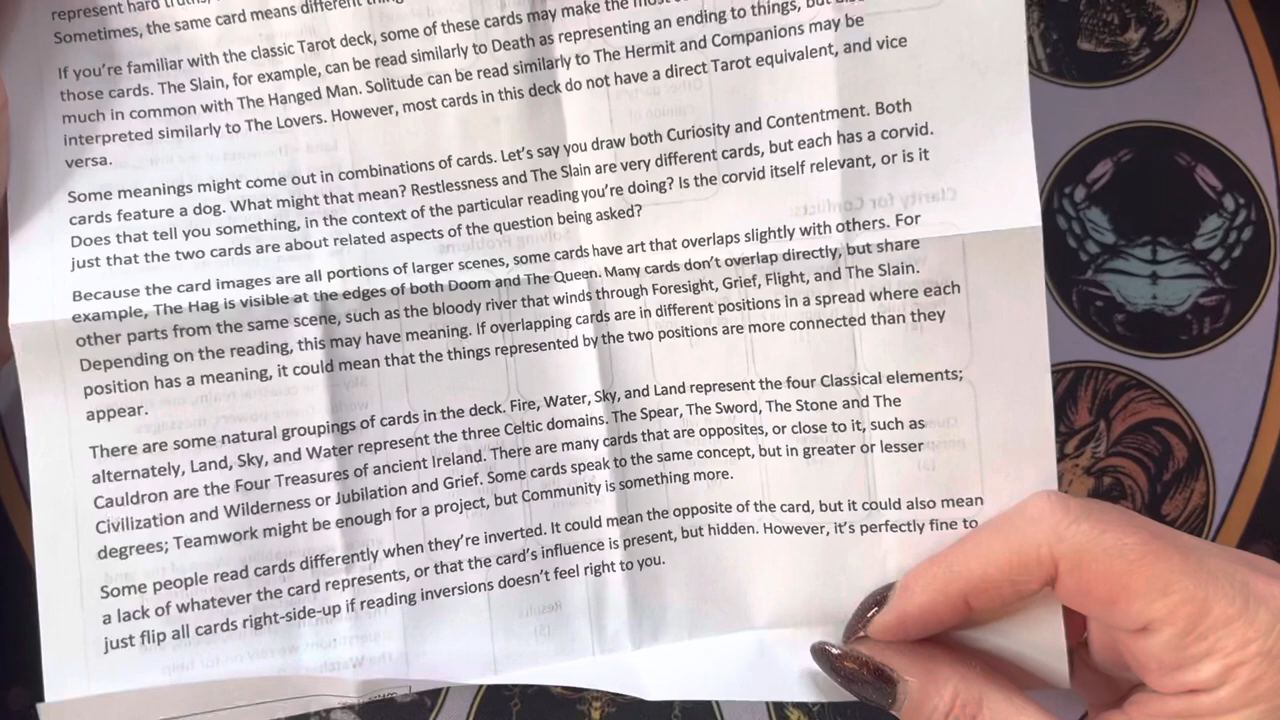 represent hard truths,
Sometimes, the same card means different
If you're familiar with the classic Tarot deck, some of these cards may make the
those cards. The Slain, for example, can be read similarly to Death as representing an ending to things, but
much in common with The Hanged Man. Solitude can be read similarly to The Hermit and Companions may be
interpreted similarly to The Lovers. However, most cards in this deck do not have a direct Tarot equivalent, and vice
versa.
Some meanings might come out in combinations of cards. Let's say you draw both Curiosity and Contentment. Both
cards feature a dog. What might that mean? Restlessness and The Slain are very different cards, but each has a corvid.
Does that tell you something, in the context of the particular reading you're doing? Is the corvid itself relevant, or is it
just that the two cards are about related aspects of the question being asked?
Because the card images are all portions of larger scenes, some cards have art that overlaps slightly with others. For
example, The Hag is visible at the edges of both Doom and The Queen. Many cards don't overlap directly, but share
other parts from the same scene, such as the bloody river that winds through Foresight, Grief, Flight, and The Slain.
Depending on the reading, this may have meaning. If overlapping cards are in different positions in a spread where each
position has a meaning, it could mean that the things represented by the two positions are more connected than they
appear.
There are some natural groupings of cards in the deck. Fire, Water, Sky, and Land represent the four Classical elements;
alternately, Land, Sky, and Water represent the three Celtic domains. The Spear, The Sword, The Stone and The
Cauldron are the Four Treasures of ancient Ireland. There are many cards that are opposites, or close to it, such as
Civilization and Wilderness or Jubilation and Grief. Some cards speak to the same concept, but in greater or lesser
degrees; Teamwork might be enough for a project, but Community is something more.
Some people read cards differently when they're inverted. It could mean the opposite of the card, but it could also mean
a lack of whatever the card represents, or that the card's influence is present, but hidden. However, it's perfectly fine to
just flip all cards right-side-up if reading inversions doesn't feel right to you.